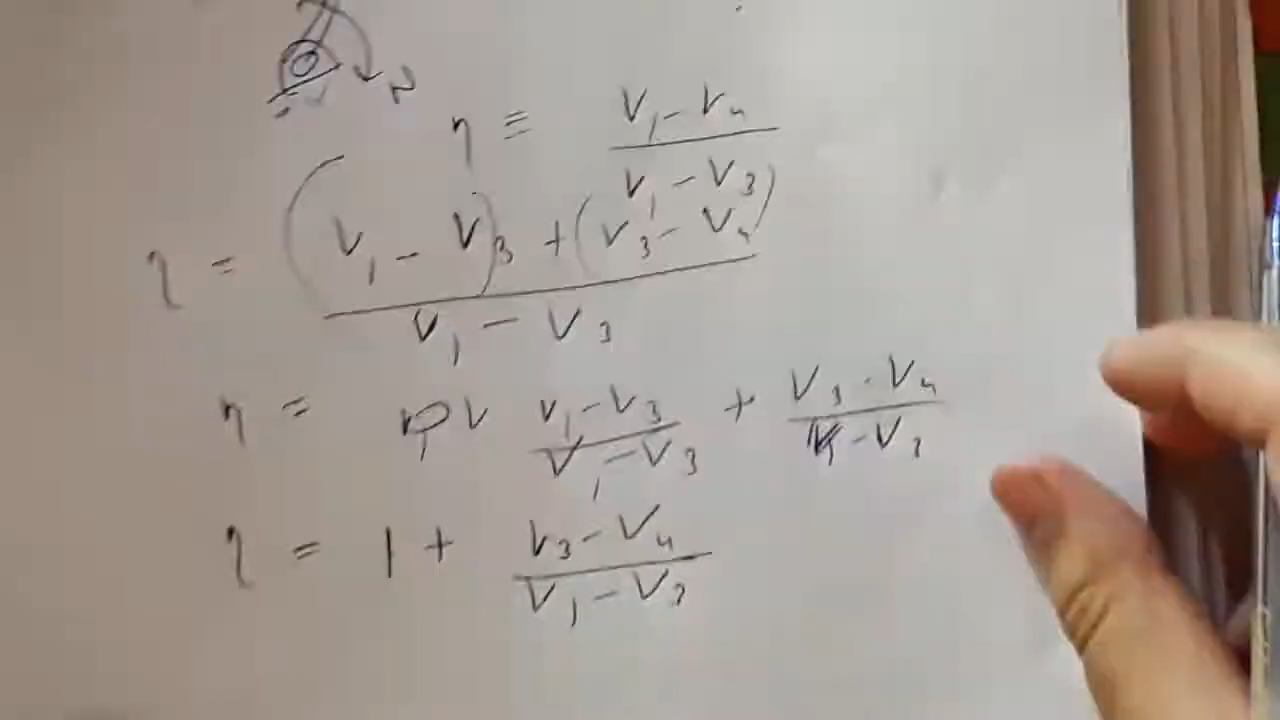 N
η ≡ (V₁ - V₄) / (V₁ - V₃)
η = ((V₁ - V₃) + (V₃ - V₄)) / (V₁ - V₃)
η = (V₁ - V₃) / (V₁ - V₃) + (V₃ - V₄) / (V₁ - V₃)
η = 1 + (V₃ - V₄) / (V₁ - V₃)